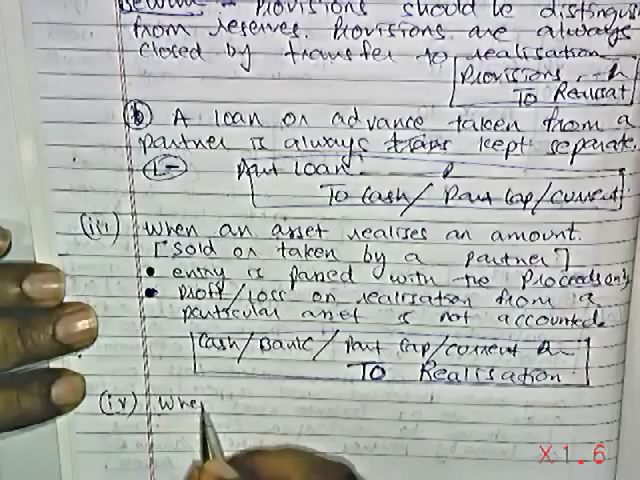 Beware - Provisions should be distingus
from reserves. Provisions are always
closed by transfer to realisation
Provisions
To Realisat
(b) A loan or advance taken from a
partner is always kept separate.
L- Part Loan
To Cash/ Part Cap/current
(iii) when an asset realises an amount.
[sold or taken by a partner]
• entry is passed with the proceeds only
• Profit/loss on realisation from a
particular asset is not accounted.
Cash/Bank/Part Cap/current
TO Realisation
(iv) Whe
X1.6